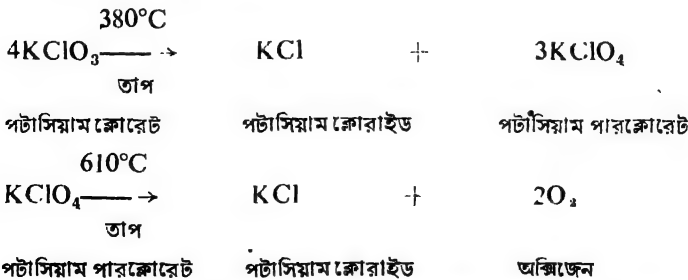 380°C
4KClO₃ ⟶ KCl + 3KClO₄
তাপ
পটাসিয়াম ক্লোরেট পটাসিয়াম ক্লোরাইড পটাসিয়াম পারক্লোরেট
610°C
KClO₄ ⟶ KCl + 2O₂
তাপ
পটাসিয়াম পারক্লোরেট পটাসিয়াম ক্লোরাইড অক্সিজেন